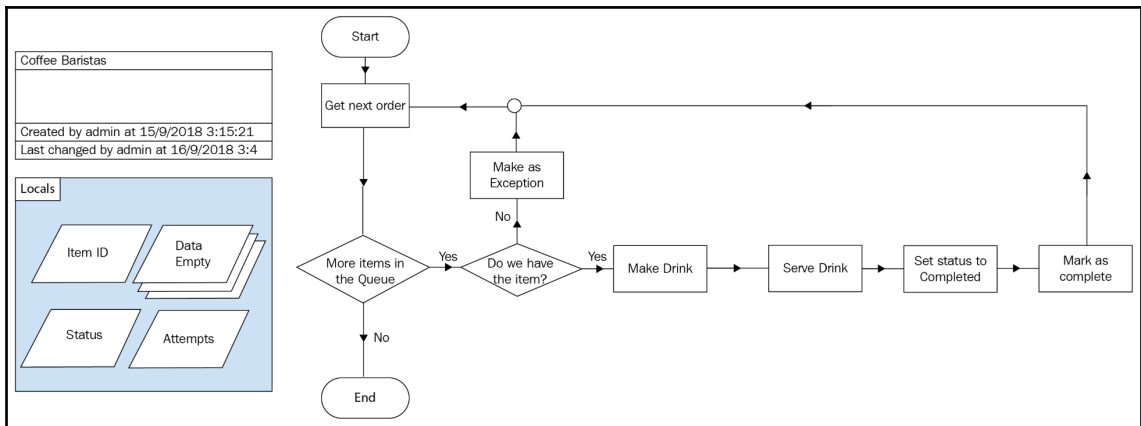 Coffee Baristas
Created by admin at 15/9/2018 3:15:21
Last changed by admin at 16/9/2018 3:4
Locals
Item ID
Data
Empty
Status
Attempts
Start
Get next order
Make as
Exception
No
More items in
the Queue
Yes
Do we have
the item?
Yes
Make Drink
Serve Drink
Set status to
Completed
Mark as
complete
No
End